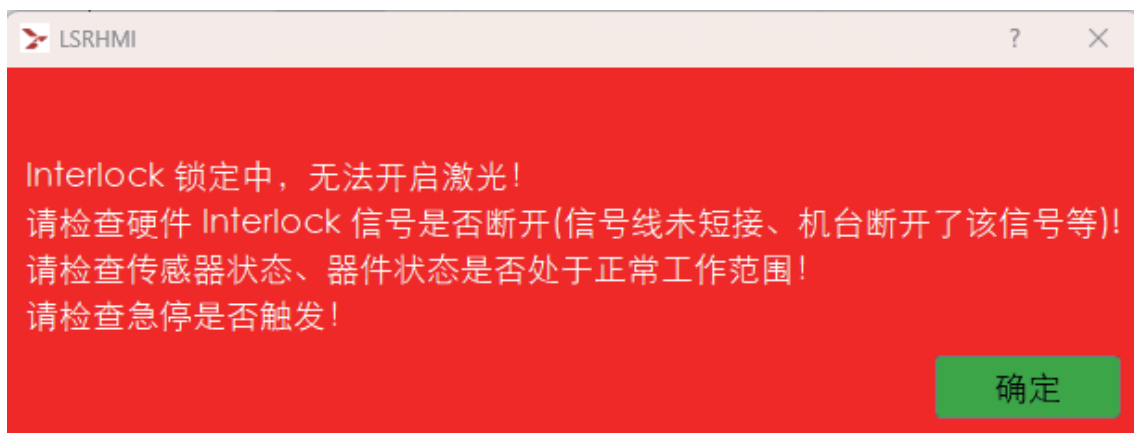 LSRHMI
?
Interlock 锁定中，无法开启激光！
请检查硬件 Interlock 信号是否断开(信号线未短接、机台断开了该信号等)!
请检查传感器状态、器件状态是否处于正常工作范围！
请检查急停是否触发！
确定